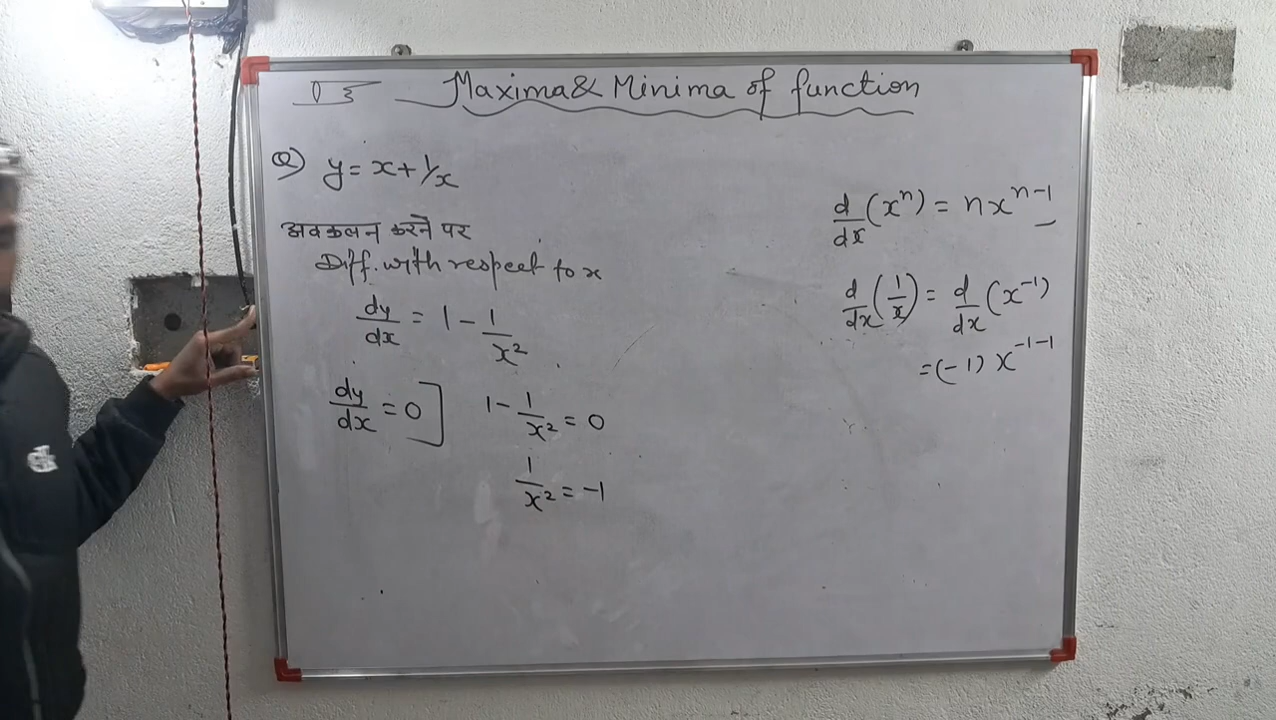 Maxima & Minima of function
Q) y = x + 1/x
अवकलन करने पर
Diff. with respect to x
dy/dx = 1 - 1/x²
dy/dx = 0] 1 - 1/x² = 0
1/x² = -1
d/dx (xⁿ) = nxⁿ⁻¹
d/dx (1/x) = d/dx (x⁻¹)
= (-1) x⁻¹⁻¹